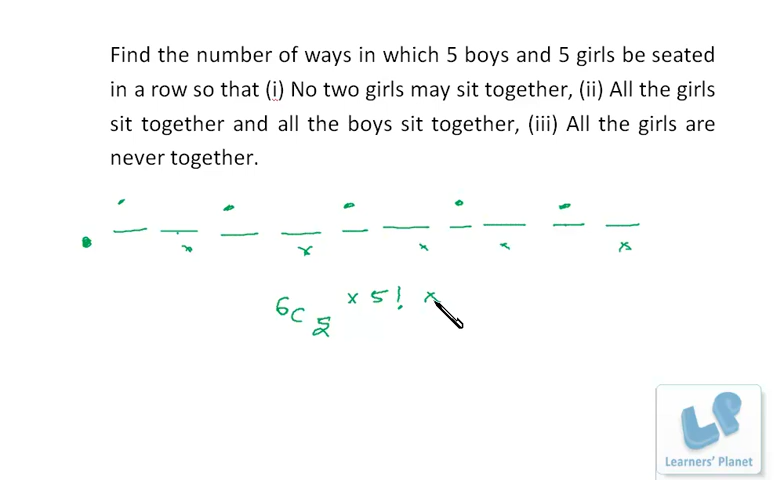 Find the number of ways in which 5 boys and 5 girls be seated
in a row so that (i) No two girls may sit together, (ii) All the girls
sit together and all the boys sit together, (iii) All the girls are
never together.
x x x x x
6C5 x 5! x
LP
Learners' Planet